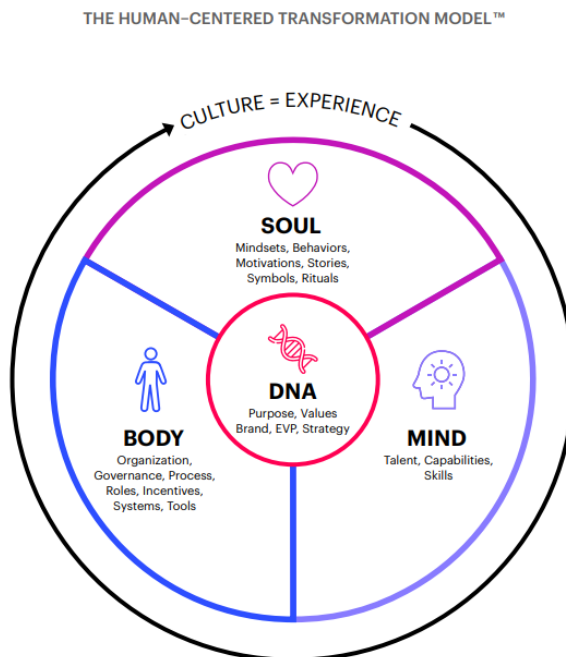 THE HUMAN–CENTERED TRANSFORMATION MODEL™
CULTURE = EXPERIENCE
SOUL
Mindsets, Behaviors,
Motivations, Stories,
Symbols, Rituals
DNA
Purpose, Values
Brand, EVP, Strategy
BODY
Organization,
Governance, Process,
Roles, Incentives,
Systems, Tools
MIND
Talent, Capabilities,
Skills